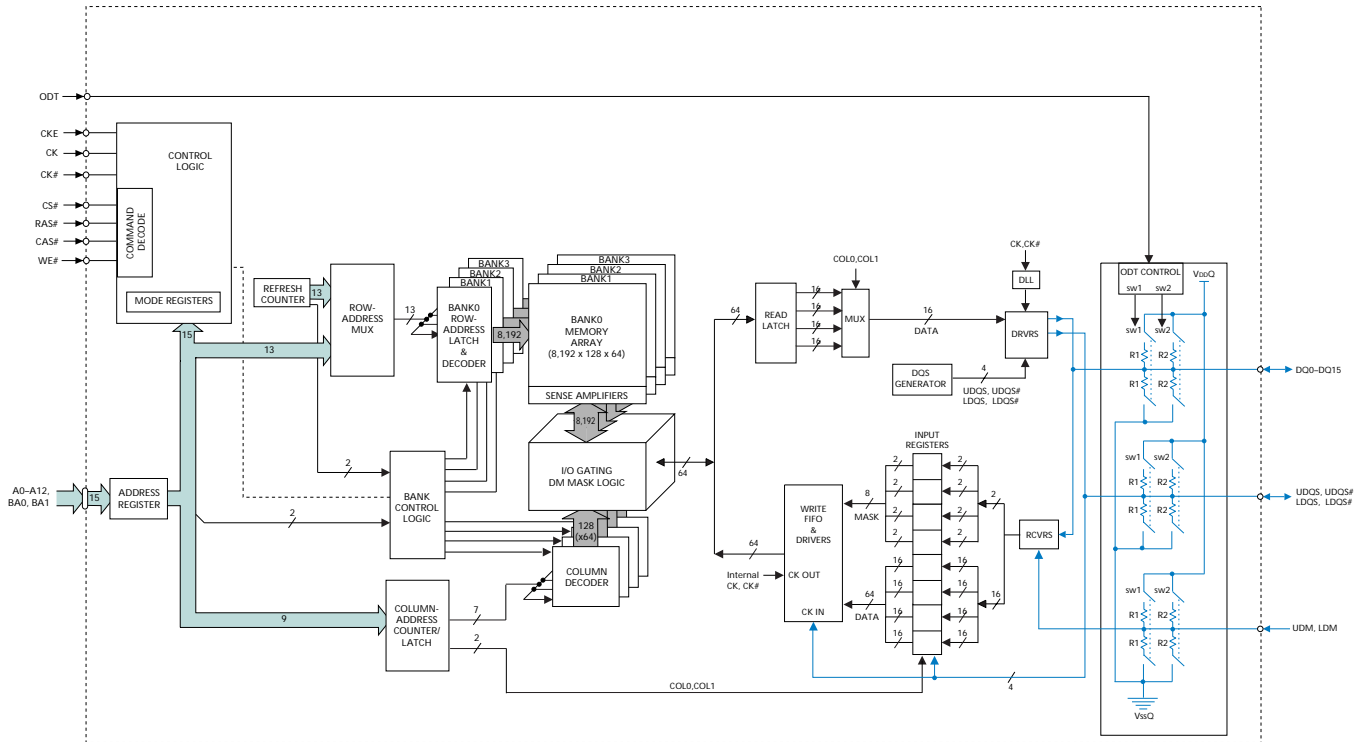 ODT
CKE
CK
CK#
CS#
RAS#
CAS#
WE#
CONTROL
LOGIC
COMMAND
DECODE
MODE REGISTERS
15
REFRESH
COUNTER
13
13
ROW-
ADDRESS
MUX
13
BANK3
BANK2
BANK1
BANK0
ROW-
ADDRESS
LATCH
&
DECODER
8,192
BANK3
BANK2
BANK1
BANK0
MEMORY
ARRAY
(8,192 x 128 x 64)
SENSE AMPLIFIERS
8,192
I/O GATING
DM MASK LOGIC
64
128
(x64)
COLUMN
DECODER
A0–A12,
BA0, BA1
15
ADDRESS
REGISTER
2
2
BANK
CONTROL
LOGIC
9
COLUMN-
ADDRESS
COUNTER/
LATCH
7
2
COL0,COL1
64
READ
LATCH
16
16
16
16
COL0,COL1
MUX
16
DATA
CK,CK#
DLL
DRVRS
DQS
GENERATOR
4
UDQS, UDQS#
LDQS, LDQS#
INPUT
REGISTERS
64
WRITE
FIFO
&
DRIVERS
CK OUT
CK IN
Internal
CK, CK#
8
MASK
64
DATA
2
2
2
2
16
16
16
16
2
2
2
2
16
16
16
16
2
16
RCVRS
4
ODT CONTROL
sw1
sw2
VDDQ
sw1
sw2
R1
R2
R1
R2
DQ0–DQ15
sw1
sw2
R1
R2
R1
R2
UDQS, UDQS#
LDQS, LDQS#
sw1
sw2
R1
R2
R1
R2
UDM, LDM
VssQ